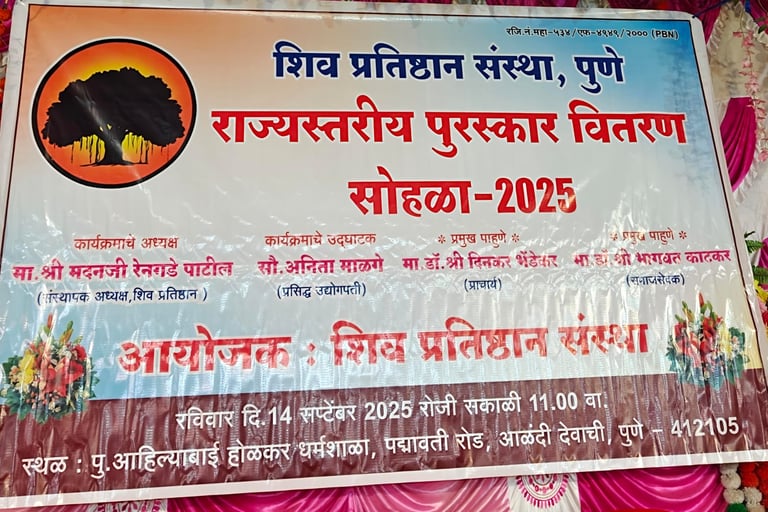 रजि.नं.महा-५३४/एफ-४९४९/२००० (PBN)
शिव प्रतिष्ठान संस्था, पुणे
राज्यस्तरीय पुरस्कार वितरण
सोहळा-2025
कार्यक्रमाचे अध्यक्ष कार्यक्रमाचे उद्घाटक * प्रमुख पाहुणे * * प्रमुख पाहुणे *
मा.श्री मदनजी रेनगडे पाटील सौ.अनिता माळगे मा.डॉ.श्री दिनकर भेंडेकर मा.डॉ.श्री भागवत काटकर
(संस्थापक अध्यक्ष,शिव प्रतिष्ठान ) (प्रसिद्ध उद्योगपती) (प्राचार्य) (समाजसेवक)
आयोजक : शिव प्रतिष्ठान संस्था
रविवार दि.14 सप्टेंबर 2025 रोजी सकाळी 11.00 वा.
स्थळ : पु.आहिल्याबाई होळकर धर्मशाळा, पद्मावती रोड, आळंदी देवाची, पुणे - 412105